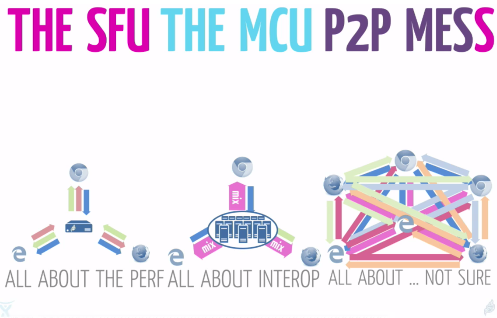 THE SFU THE MCU P2P MESS
mix
mix mix
ALL ABOUT THE PERF ALL ABOUT INTEROP ALL ABOUT ... NOT SURE